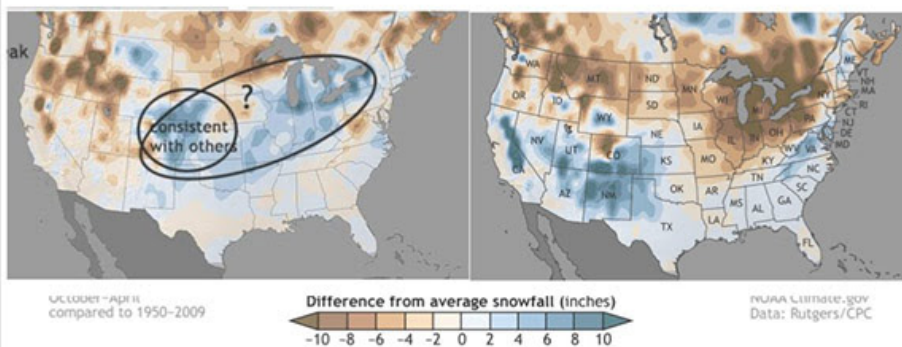 eak
?
consistent
with others
WA
OR
CA
NV
ID
MT
WY
UT
AZ
CO
NM
ND
SD
NE
KS
OK
TX
MN
IA
MO
AR
LA
WI
IL
MI
IN
OH
KY
TN
MS
AL
GA
FL
SC
NC
VA
WV
PA
NY
ME
VT
NH
MA
RI
CT
NJ
DE
MD
October-April
compared to 1950-2009
Difference from average snowfall (inches)
-10 -8 -6 -4 -2 0 2 4 6 8 10
NOAA Climate.gov
Data: Rutgers/CPC